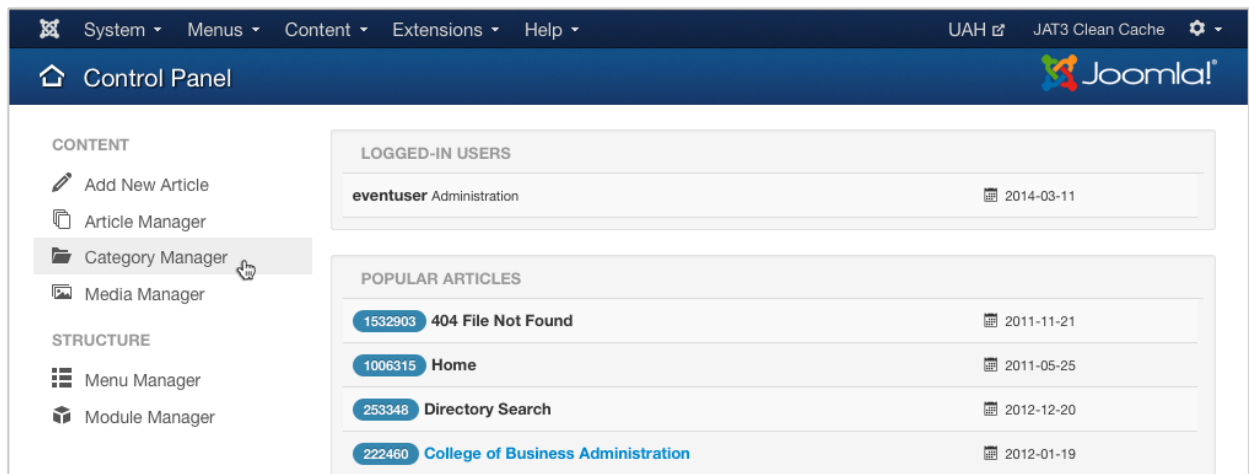 System Menus Content Extensions Help UAH JAT3 Clean Cache
Control Panel Joomla!®
CONTENT
Add New Article
Article Manager
Category Manager
Media Manager
STRUCTURE
Menu Manager
Module Manager
LOGGED-IN USERS
eventuser Administration 2014-03-11
POPULAR ARTICLES
1532903 404 File Not Found 2011-11-21
1006315 Home 2011-05-25
253348 Directory Search 2012-12-20
222460 College of Business Administration 2012-01-19